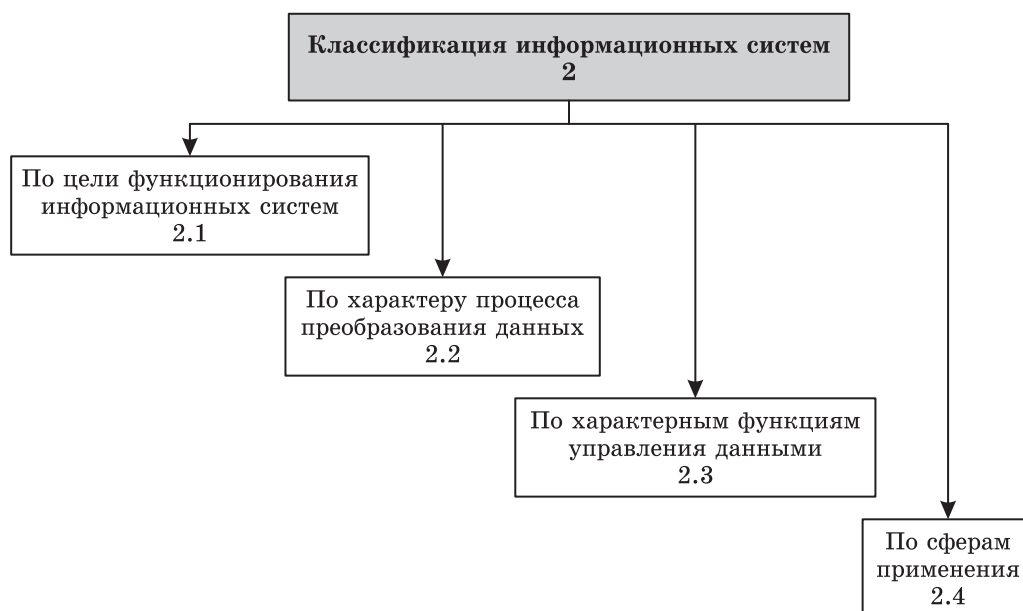 Классификация информационных систем
2
По цели функционирования
информационных систем
2.1
По характеру процесса
преобразования данных
2.2
По характерным функциям
управления данными
2.3
По сферам
применения
2.4